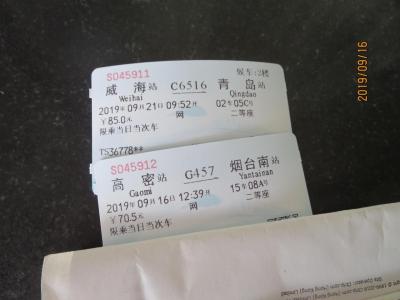 S045911
候车:2楼
威海站 C6516 青岛站
Weihai Qingdao
2019年09月21日09:52开 02车05C号
¥85.0元 网 二等座
限乘当日当次车
TS36778**
S045912
高密站 G457 烟台南站
Gaomi Yantainan
2019年09月16日12:39开 15车08A号
¥70.5元 网 二等座
限乘当日当次车
2019/09/16